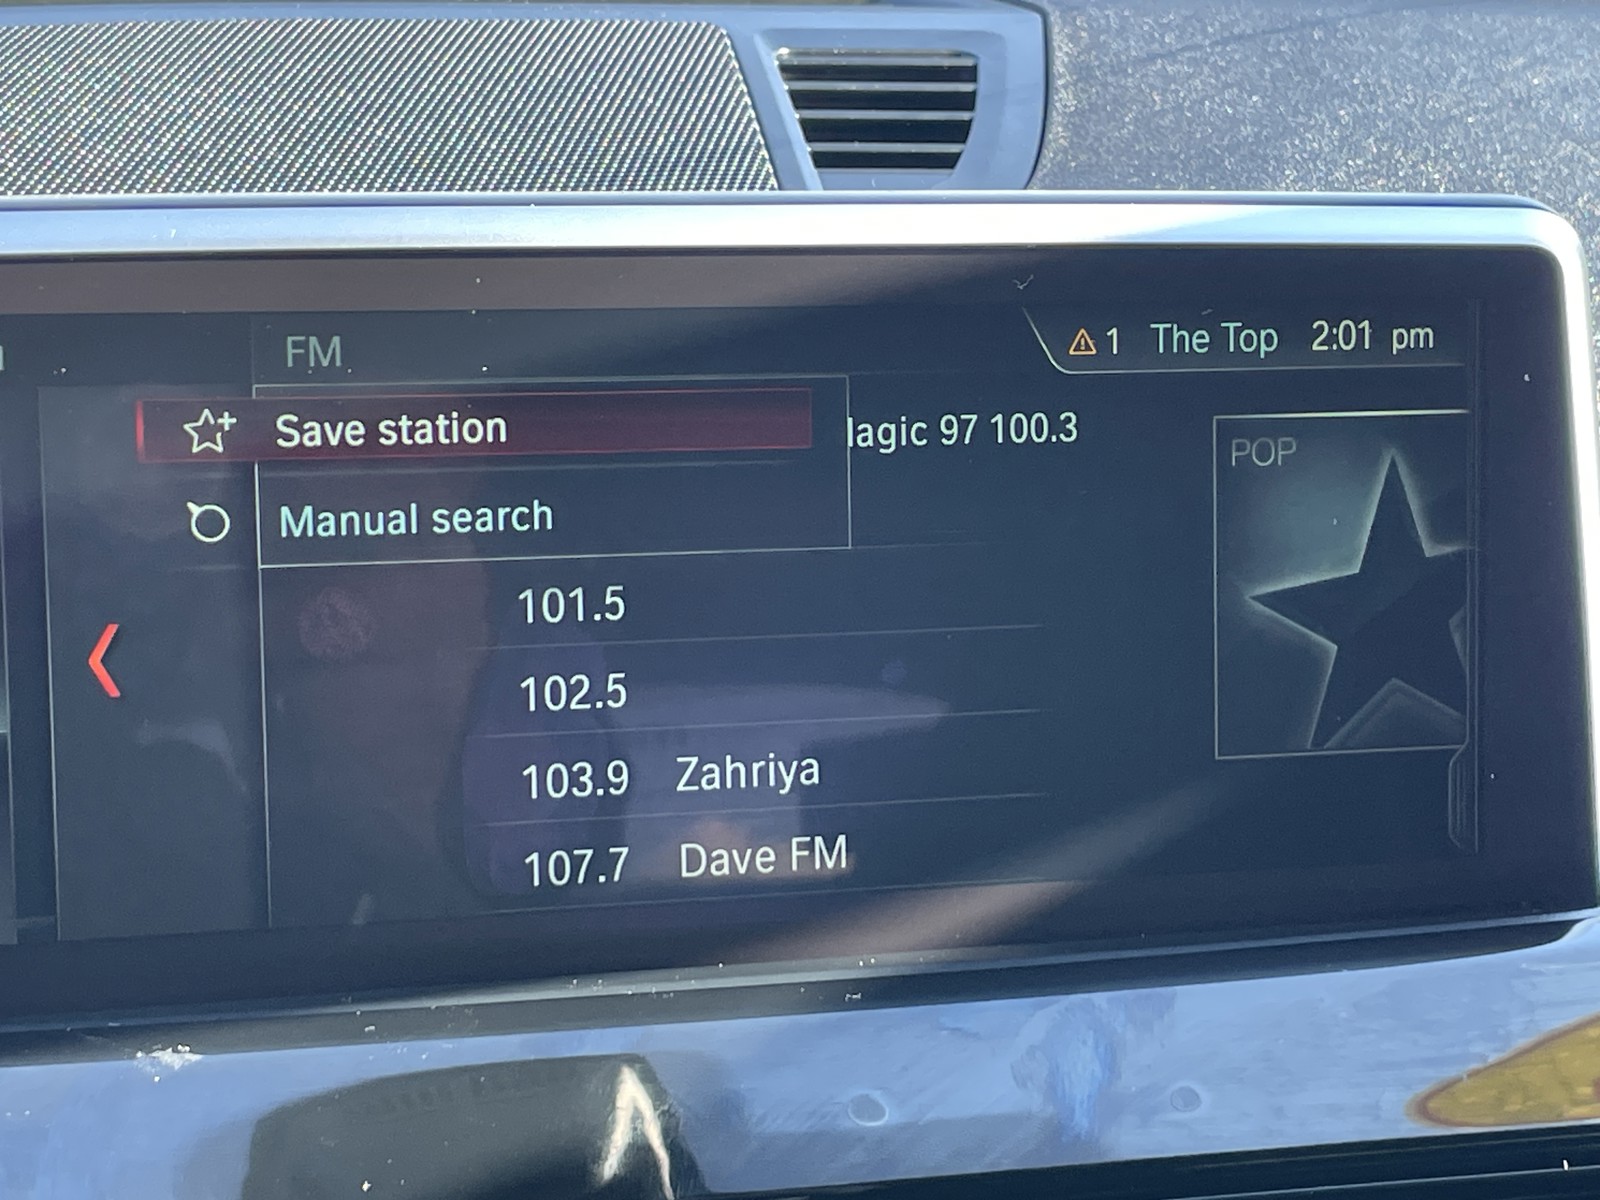 FM
1 The Top 2:01 pm
Save station
97 100.3
POP
Manual search
101.5
102.5
103.9 Zahriya
107.7 Dave FM